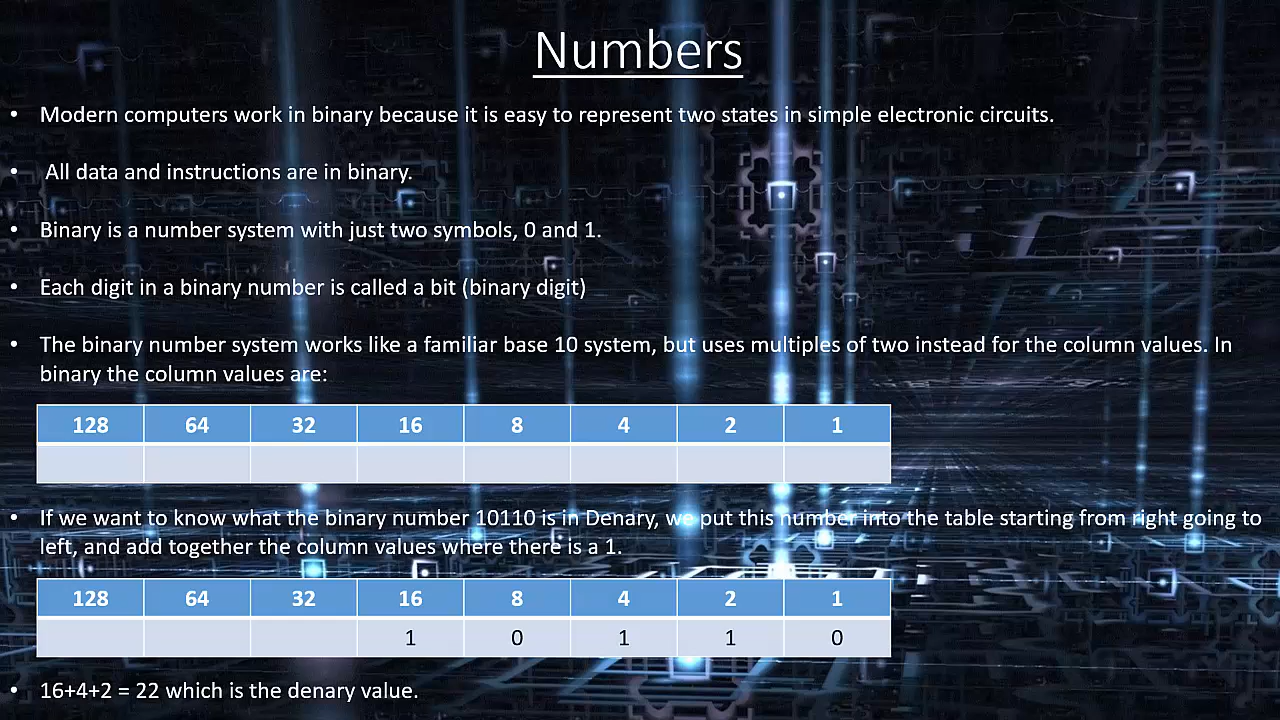 Numbers
• Modern computers work in binary because it is easy to represent two states in simple electronic circuits.
• All data and instructions are in binary.
• Binary is a number system with just two symbols, 0 and 1.
• Each digit in a binary number is called a bit (binary digit)
• The binary number system works like a familiar base 10 system, but uses multiples of two instead for the column values. In
binary the column values are:
128 64 32 16 8 4 2 1
• If we want to know what the binary number 10110 is in Denary, we put this number into the table starting from right going to
left, and add together the column values where there is a 1.
128 64 32 16 8 4 2 1
1 0 1 1 0
• 16+4+2 = 22 which is the denary value.